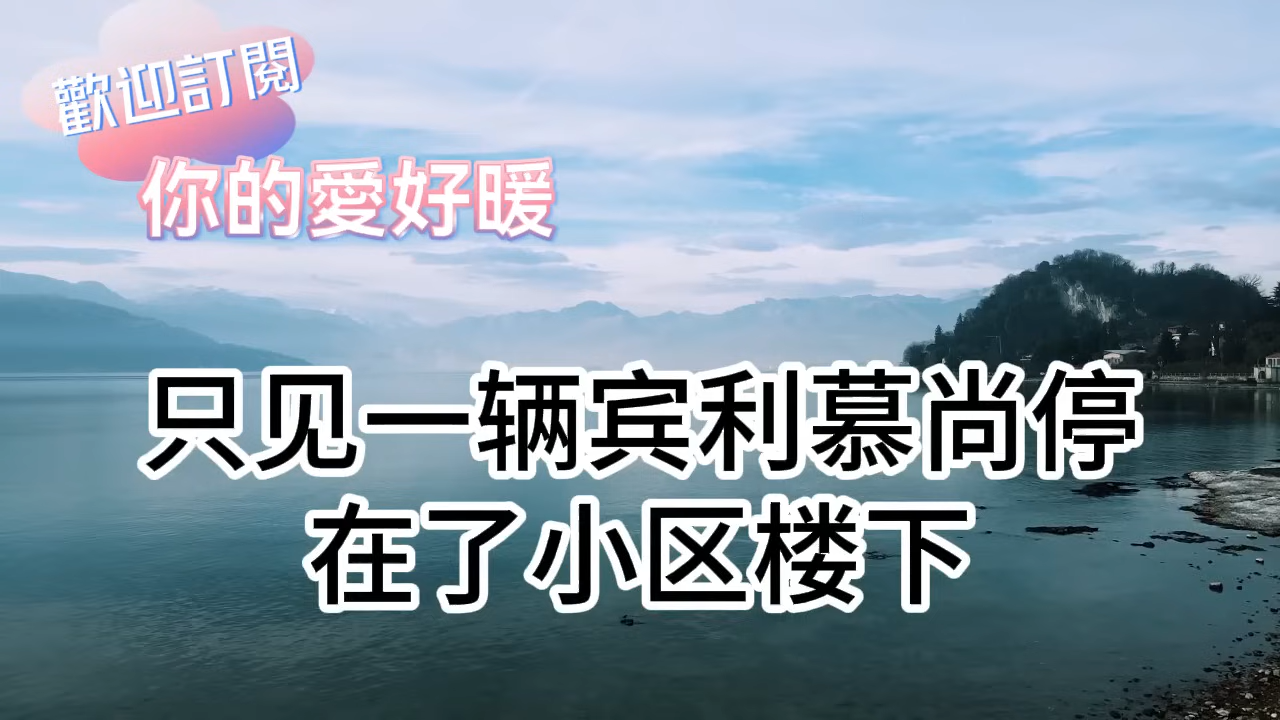 歡迎訂閱
你的愛好暖
只见一辆宾利慕尚停
在了小区楼下